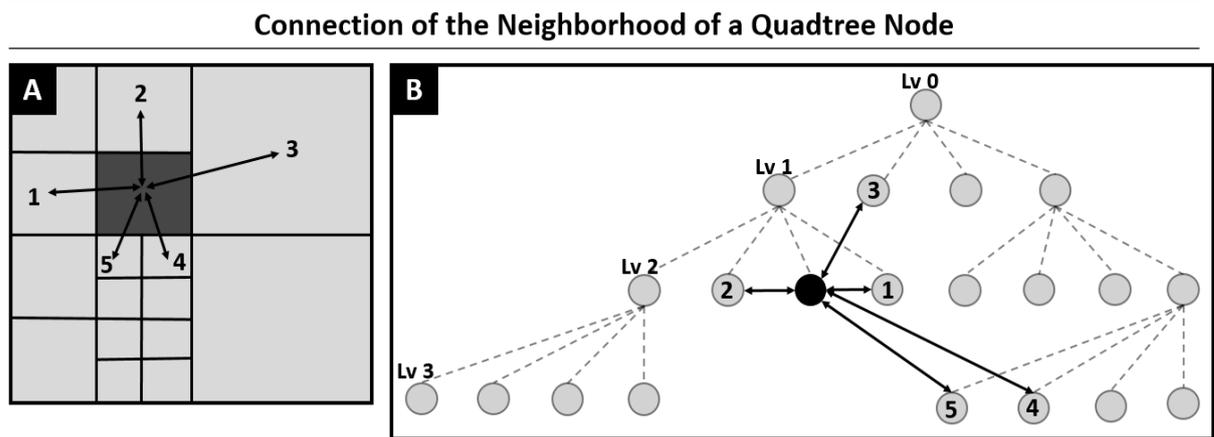 Connection of the Neighborhood of a Quadtree Node
A
2
3
1
5
4
B
Lv 0
Lv 1
3
Lv 2
2
1
Lv 3
5
4